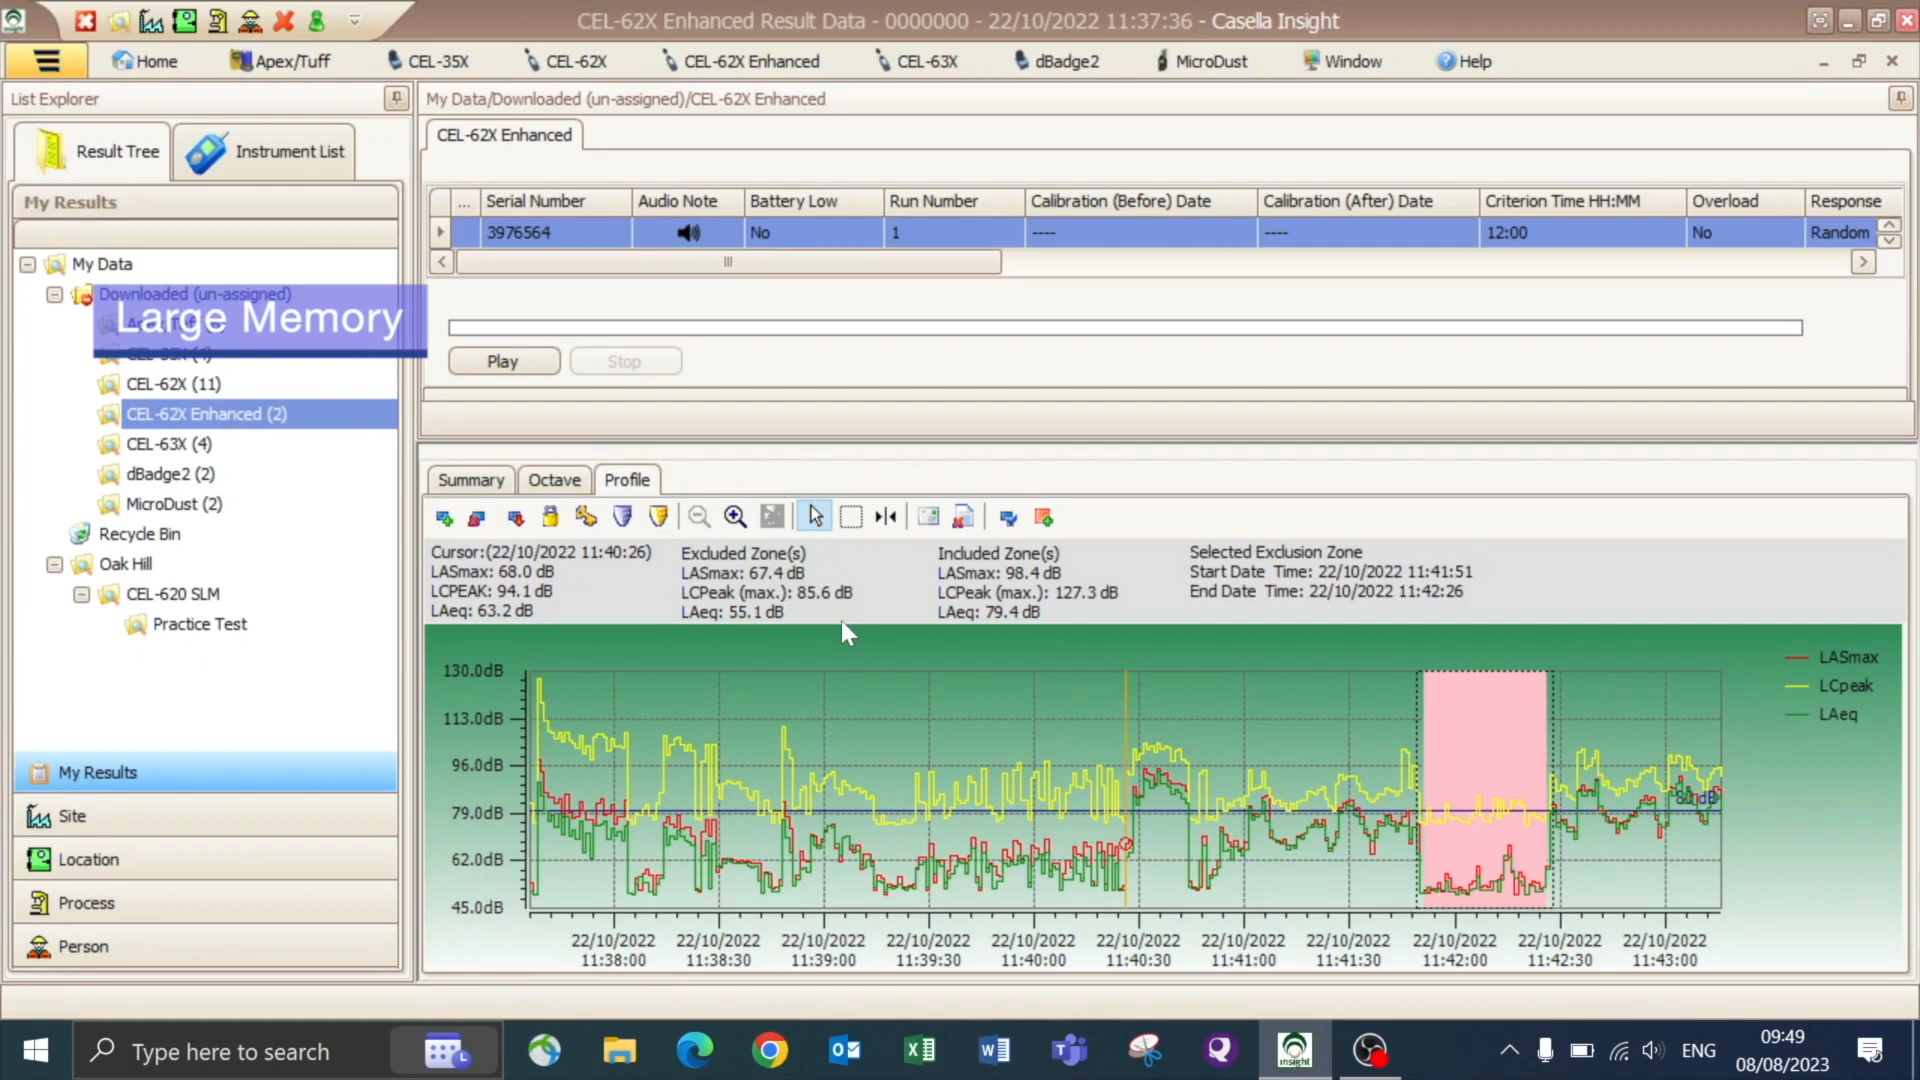 CEL-62X Enhanced Result Data - 0000000 - 22/10/2022 11:37:36 - Casella Insight
Home Apex/Tuff CEL-35X CEL-62X CEL-62X Enhanced CEL-63X dBadge2 MicroDust Window Help
List Explorer
My Data/Downloaded (un-assigned)/CEL-62X Enhanced
Result Tree Instrument List
CEL-62X Enhanced
My Results
... Serial Number Audio Note Battery Low Run Number Calibration (Before) Date Calibration (After) Date Criterion Time HH:MM Overload Response
3976564 No 1 ---- ---- 12:00 No Random
My Data
Downloaded (un-assigned)
Large Memory
CEL-62X (11)
CEL-62X Enhanced (2)
CEL-63X (4)
dBadge2 (2)
MicroDust (2)
Recycle Bin
Oak Hill
CEL-620 SLM
Practice Test
My Results
Site
Location
Process
Person
Play Stop
Summary Octave Profile
Cursor:(22/10/2022 11:40:26)
LASmax: 68.0 dB
LCPEAK: 94.1 dB
LAeq: 63.2 dB
Excluded Zone(s)
LASmax: 67.4 dB
LCPeak (max.): 85.6 dB
LAeq: 55.1 dB
Included Zone(s)
LASmax: 98.4 dB
LCPeak (max.): 127.3 dB
LAeq: 79.4 dB
Selected Exclusion Zone
Start Date Time: 22/10/2022 11:41:51
End Date Time: 22/10/2022 11:42:26
130.0dB
113.0dB
96.0dB
79.0dB
62.0dB
45.0dB
LASmax
LCpeak
LAeq
22/10/2022 22/10/2022 22/10/2022 22/10/2022 22/10/2022 22/10/2022 22/10/2022 22/10/2022 22/10/2022 22/10/2022 22/10/2022
11:38:00 11:38:30 11:39:00 11:39:30 11:40:00 11:40:30 11:41:00 11:41:30 11:42:00 11:42:30 11:43:00
Type here to search
insight
ENG
09:49
08/08/2023